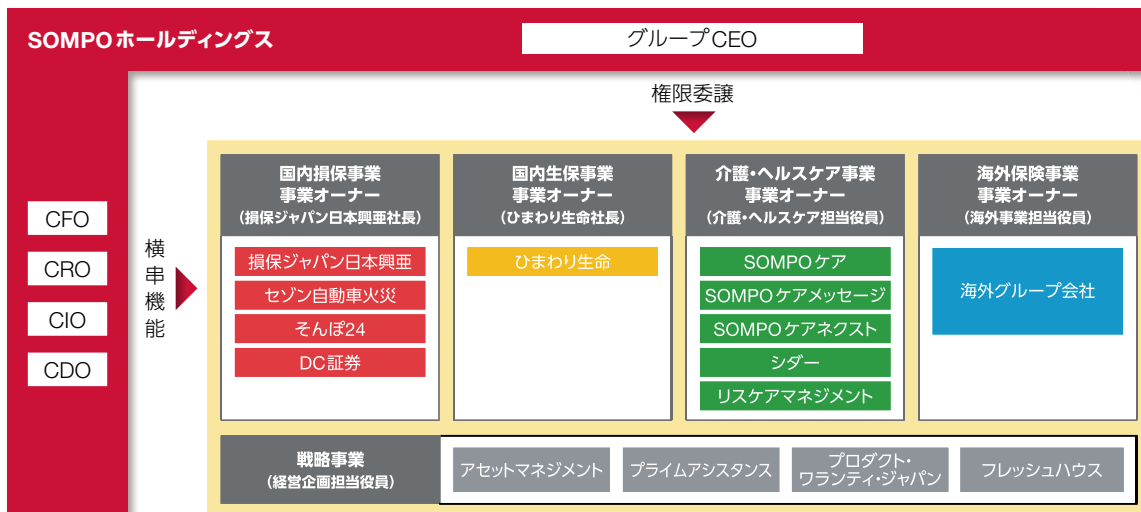 SOMPOホールディングス
グループCEO
権限委譲
CFO
CRO
CIO
CDO
横串機能
国内損保事業
事業オーナー
(損保ジャパン日本興亜社長)
損保ジャパン日本興亜
セゾン自動車火災
そんぽ24
DC証券
国内生保事業
事業オーナー
(ひまわり生命社長)
ひまわり生命
介護・ヘルスケア事業
事業オーナー
(介護・ヘルスケア担当役員)
SOMPOケア
SOMPOケアメッセージ
SOMPOケアネクスト
シダー
リスケアマネジメント
海外保険事業
事業オーナー
(海外事業担当役員)
海外グループ会社
戦略事業
(経営企画担当役員)
アセットマネジメント
プライムアシスタンス
プロダクト・
ワランティ・ジャパン
フレッシュハウス